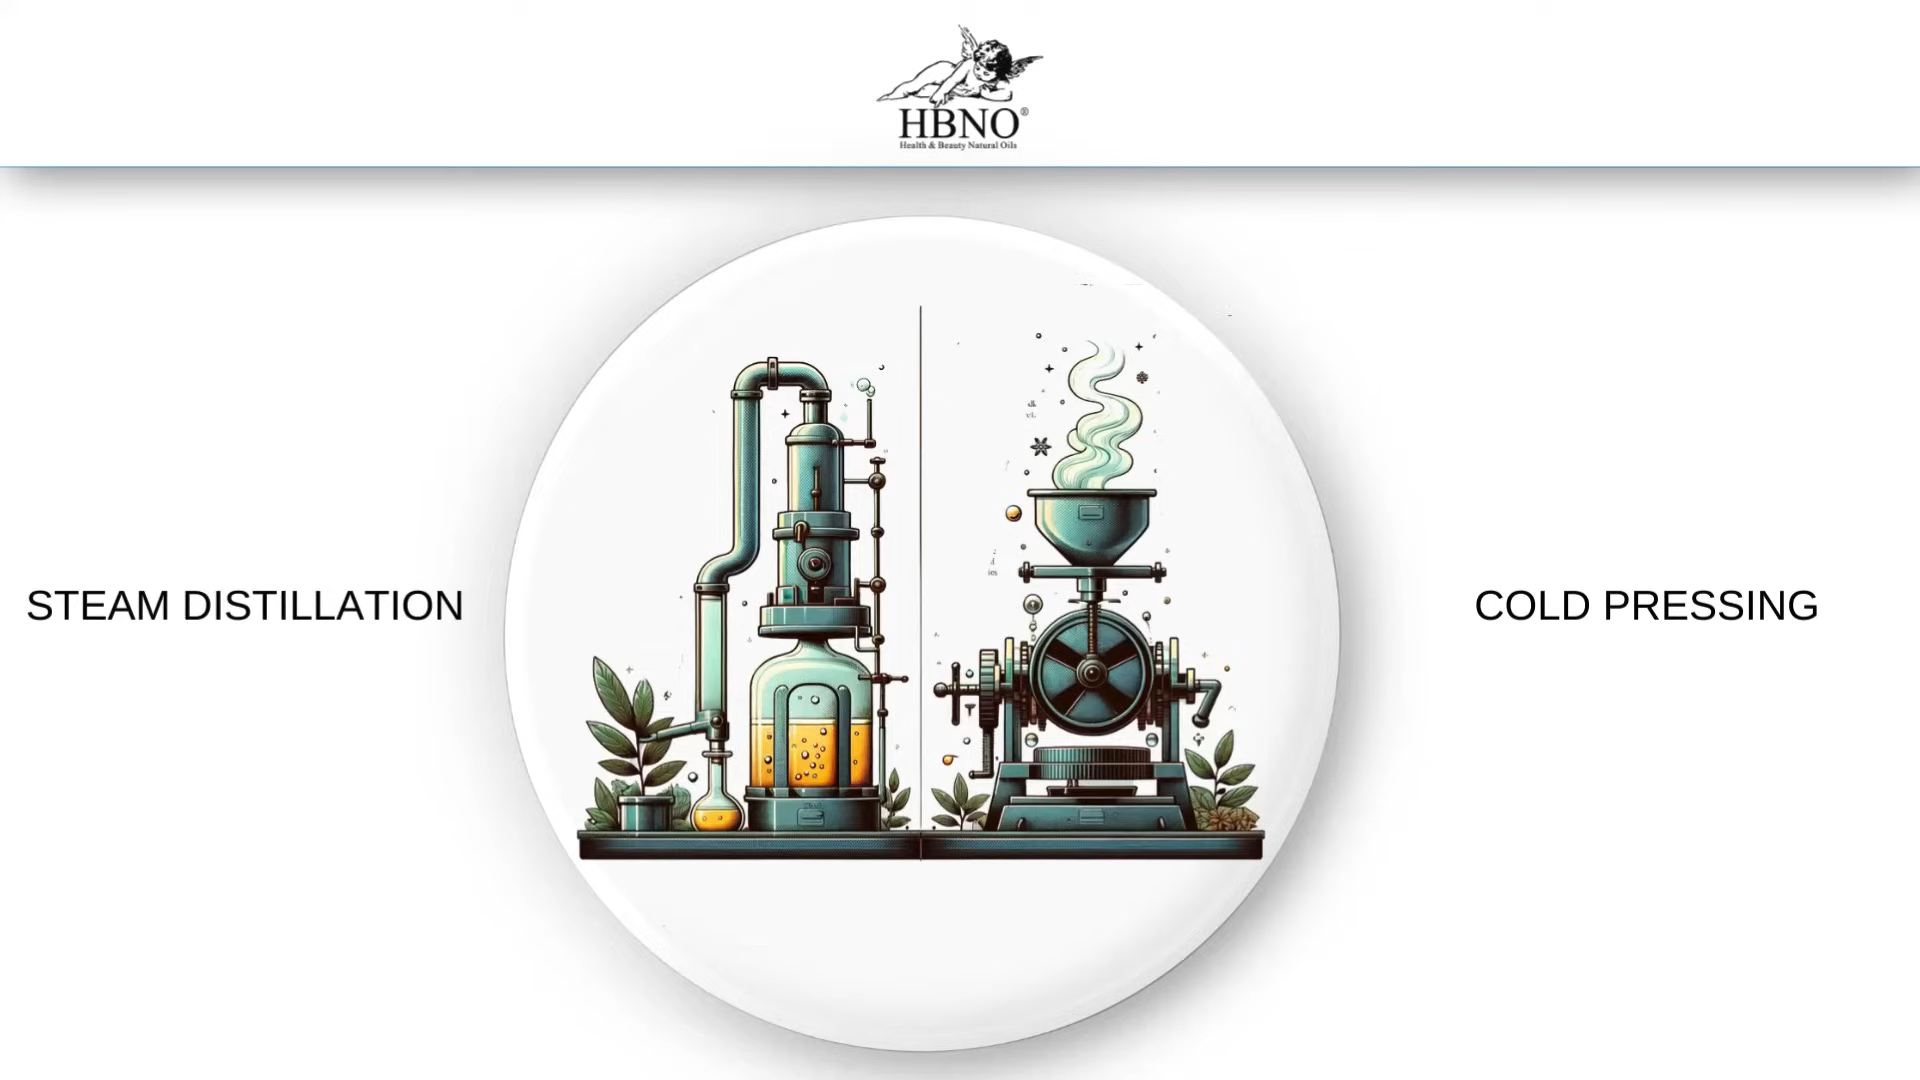 HBNO®
Health & Beauty Natural Oils
STEAM DISTILLATION
COLD PRESSING